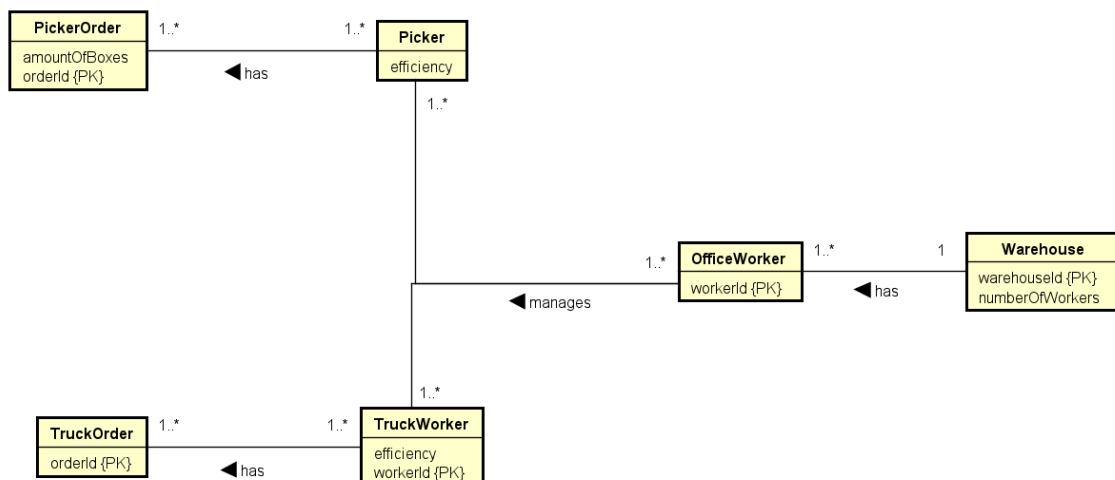 PickerOrder
amountOfBoxes
orderId {PK}
1..*
1..*
has
Picker
efficiency
1..*
1..*
manages
OfficeWorker
workerId {PK}
1..*
1
has
Warehouse
warehouseId {PK}
numberOfWorkers
1..*
TruckOrder
orderId {PK}
1..*
1..*
has
TruckWorker
efficiency
workerId {PK}